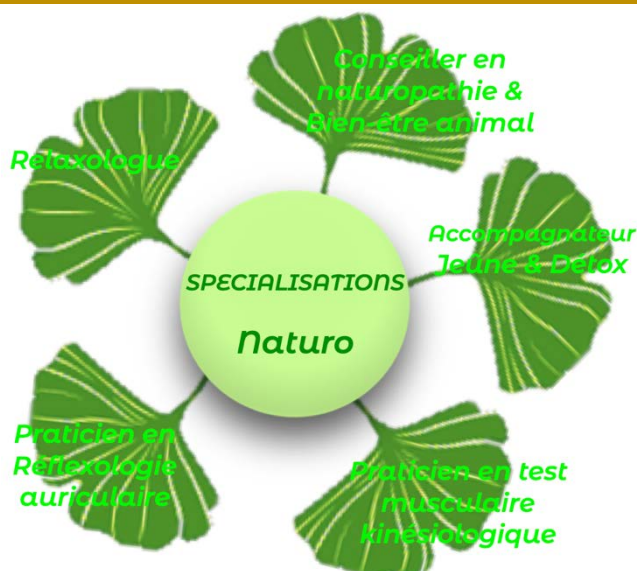 Conseiller en
naturopathie &
Bien-être animal
Relaxologue
Accompagnateur
Jeûne & Détox
SPECIALISATIONS
Naturo
Praticien en
Réflexologie
auriculaire
Praticien en test
musculaire
kinésiologique